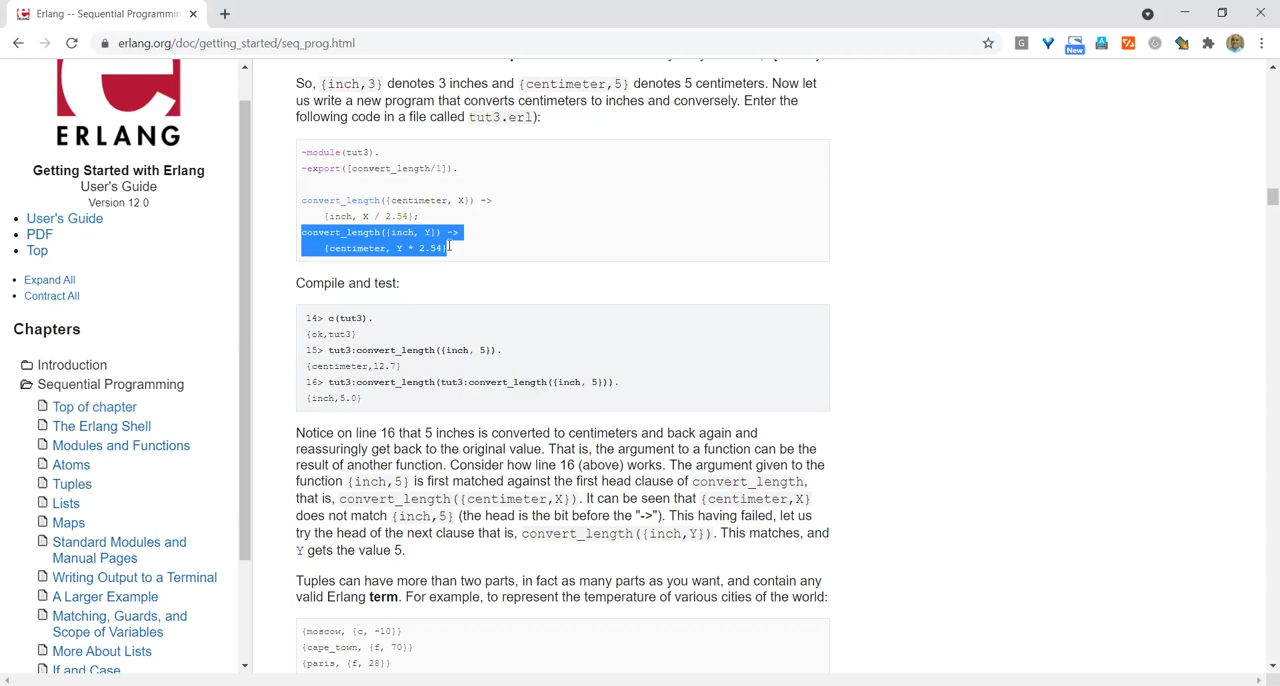 Erlang -- Sequential Programmin
erlang.org/doc/getting_started/seq_prog.html
New
ERLANG
Getting Started with Erlang
User's Guide
Version 12.0
User's Guide
PDF
Top
Expand All
Contract All
Chapters
Introduction
Sequential Programming
Top of chapter
The Erlang Shell
Modules and Functions
Atoms
Tuples
Lists
Maps
Standard Modules and
Manual Pages
Writing Output to a Terminal
A Larger Example
Matching, Guards, and
Scope of Variables
More About Lists
If and Case
So, {inch,3} denotes 3 inches and {centimeter,5} denotes 5 centimeters. Now let
us write a new program that converts centimeters to inches and conversely. Enter the
following code in a file called tut3.erl):
-module(tut3).
-export([convert_length/1]).
convert_length({centimeter, X}) ->
{inch, X / 2.54};
convert_length({inch, Y}) ->
{centimeter, Y * 2.54}
Compile and test:
14> c(tut3).
{ok,tut3}
15> tut3:convert_length({inch, 5}).
{centimeter,12.7}
16> tut3:convert_length(tut3:convert_length({inch, 5})).
{inch,5.0}
Notice on line 16 that 5 inches is converted to centimeters and back again and
reassuringly get back to the original value. That is, the argument to a function can be the
result of another function. Consider how line 16 (above) works. The argument given to the
function {inch,5} is first matched against the first head clause of convert_length,
that is, convert_length({centimeter,X}). It can be seen that {centimeter,X}
does not match {inch,5} (the head is the bit before the "->"). This having failed, let us
try the head of the next clause that is, convert_length({inch,Y}). This matches, and
Y gets the value 5.
Tuples can have more than two parts, in fact as many parts as you want, and contain any
valid Erlang term. For example, to represent the temperature of various cities of the world:
{moscow, {c, -10}}
{cape_town, {f, 70}}
{paris, {f, 28}}